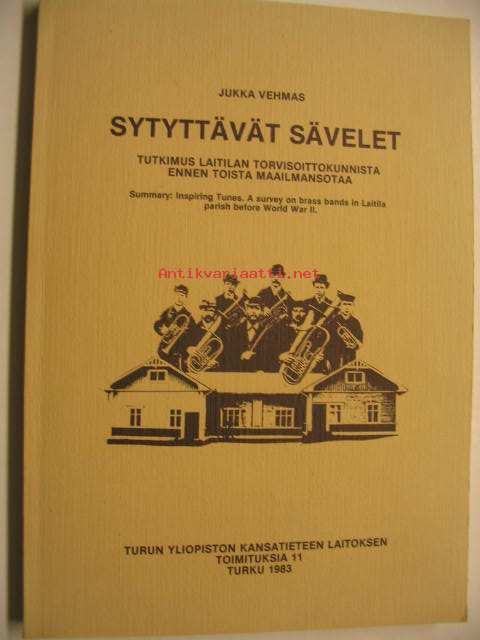 JUKKA VEHMAS
SYTYTTÄVÄT SÄVELET
TUTKIMUS LAITILAN TORVISOITTOKUNNISTA
ENNEN TOISTA MAAILMANSOTAA
Summary: Inspiring Tunes. A survey on brass bands in Laitila
parish before World War II.
Antikvariaatti.net
TURUN YLIOPISTON KANSATIETEEN LAITOKSEN
TOIMITUKSIA 11
TURKU 1983